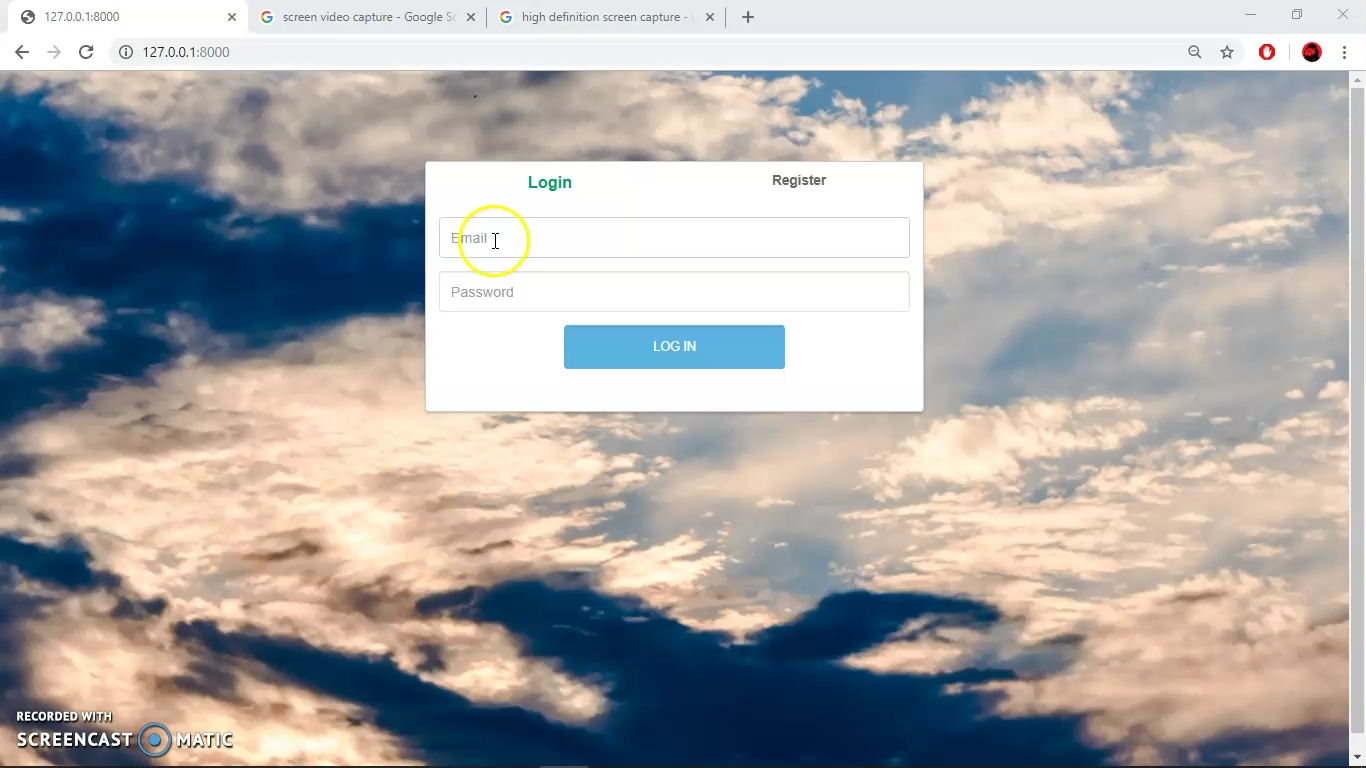 127.0.0.1:8000
screen video capture - Google Se
high definition screen capture -
127.0.0.1:8000
Login
Register
Email
Password
LOG IN
RECORDED WITH
SCREENCAST MATIC